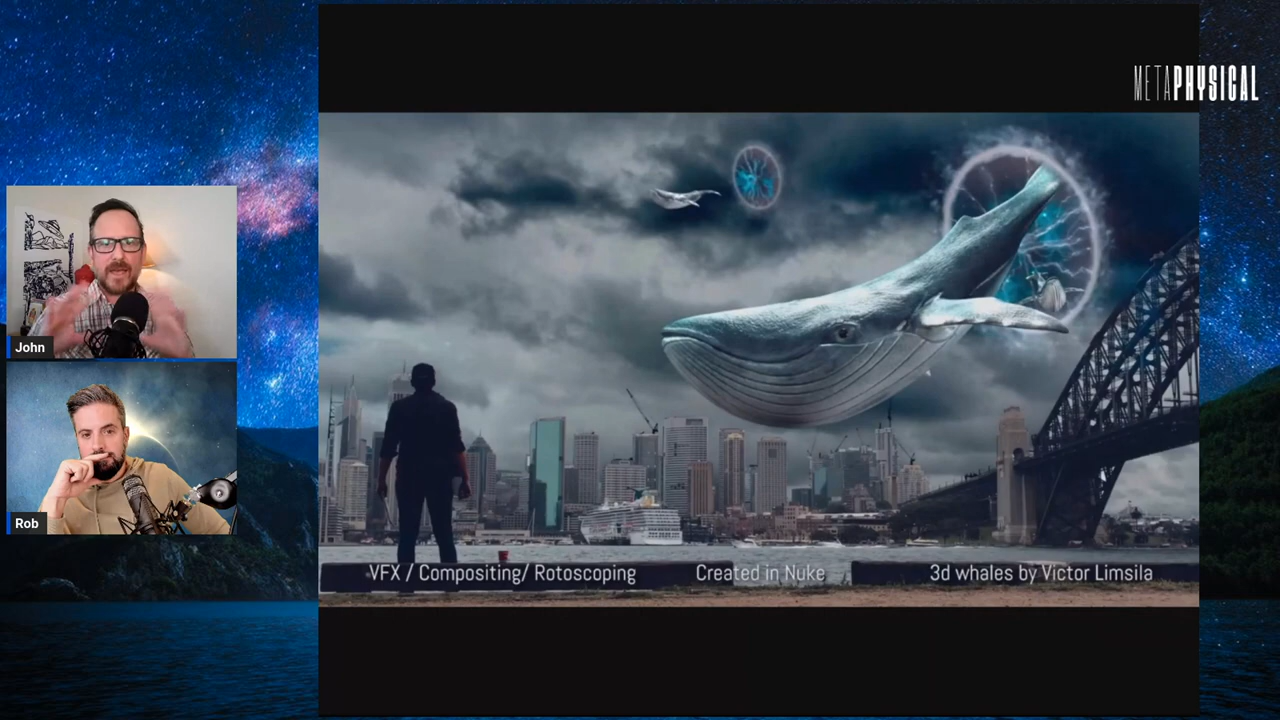 METAPHYSICAL
John
Rob
VFX / Compositing/ Rotoscoping
Created in Nuke
3d whales by Victor Limsila